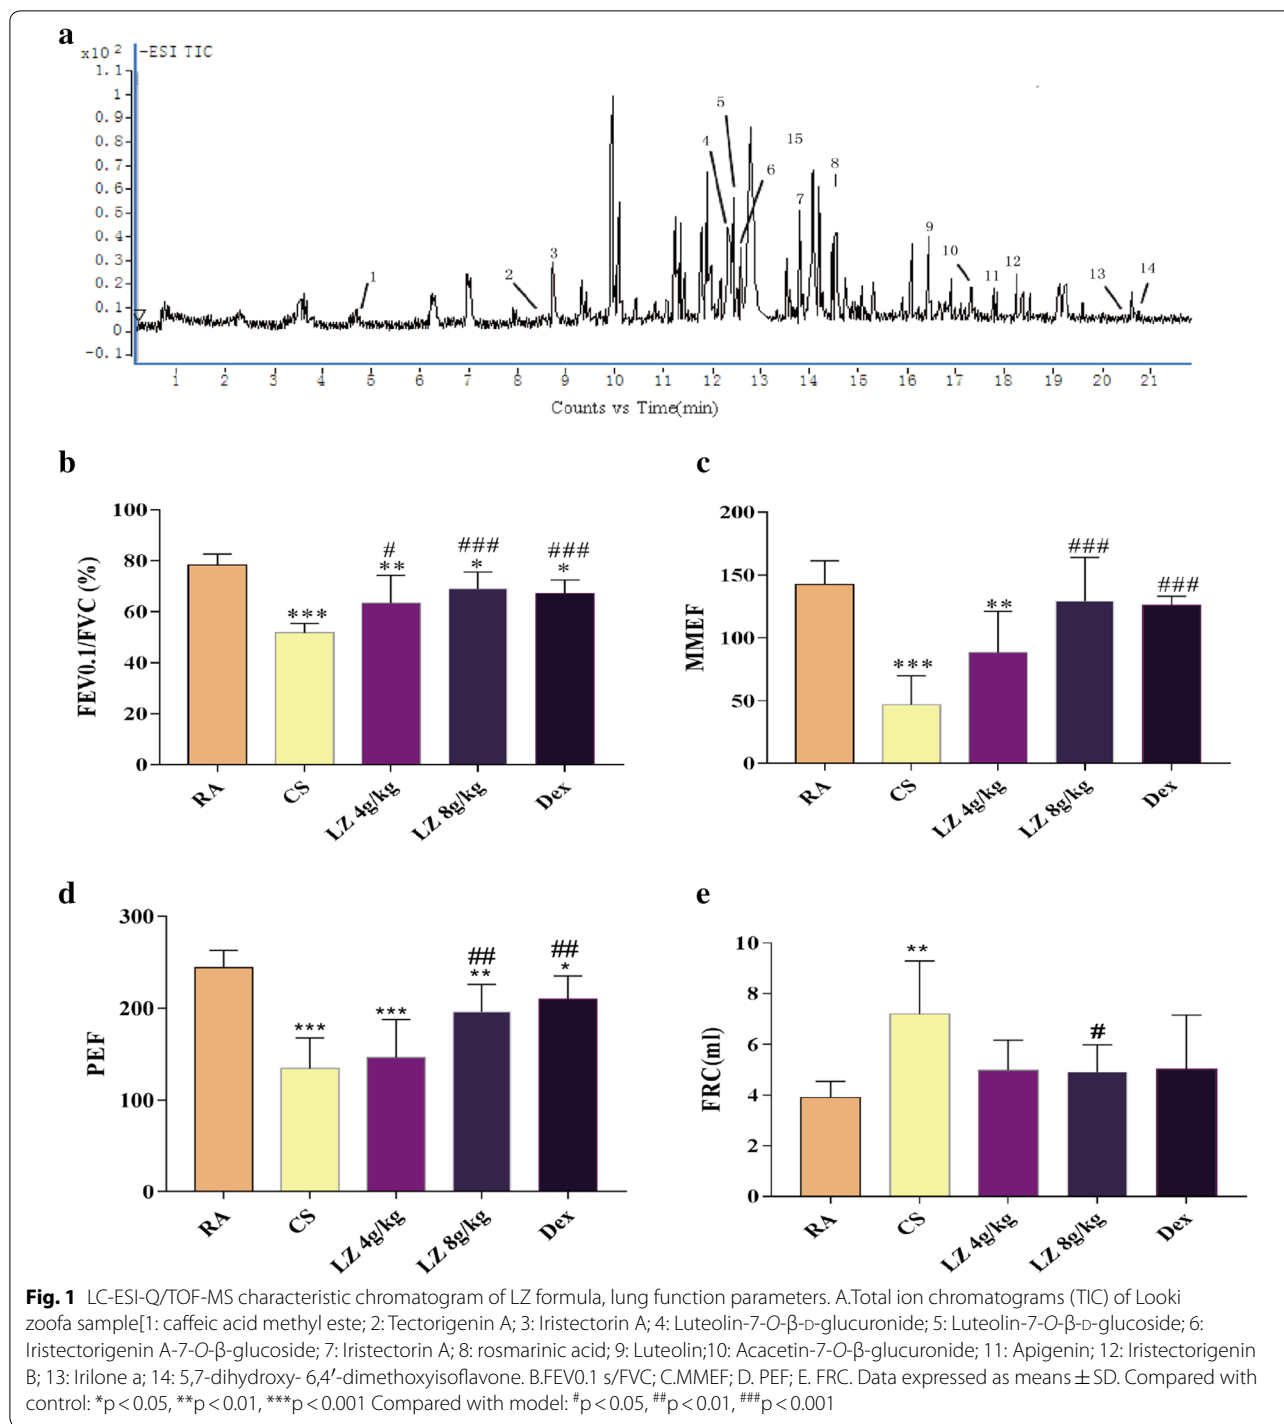 a
x10 2 -ESI TIC
1.1
1
0.9
0.8
0.7
0.6
0.5
0.4
0.3
0.2
0.1
0
-0.1
1 2 3 4 5 6 7 8 9 10 11 12 13 14 15 8
1 2 3 4 5 6 7 8 9 10 11 12 13 14 15 16 17 18 19 20 21
Counts vs Time(min)
b
FEV0.1/FVC (%)
100
80
60
40
20
0
*** # ** ### * ### *
RA CS LZ 4g/kg LZ 8g/kg Dex
c
MMEF
200
150
100
50
0
*** ** ### ###
RA CS LZ 4g/kg LZ 8g/kg Dex
d
PEF
300
200
100
0
*** *** ## ** ## *
RA CS LZ 4g/kg LZ 8g/kg Dex
e
FRC(ml)
10
8
6
4
2
0
** #
RA CS LZ 4g/kg LZ 8g/kg Dex
Fig. 1 LC-ESI-Q/TOF-MS characteristic chromatogram of LZ formula, lung function parameters. A.Total ion chromatograms (TIC) of Looki
zoofa sample[1: caffeic acid methyl este; 2: Tectorigenin A; 3: Iristectorin A; 4: Luteolin-7-O-β-D-glucuronide; 5: Luteolin-7-O-β-D-glucoside; 6:
Iristectorigenin A-7-O-β-glucoside; 7: Iristectorin A; 8: rosmarinic acid; 9: Luteolin;10: Acacetin-7-O-β-glucuronide; 11: Apigenin; 12: Iristectorigenin
B; 13: Irilone a; 14: 5,7-dihydroxy- 6,4′-dimethoxyisoflavone. B.FEV0.1 s/FVC; C.MMEF; D. PEF; E. FRC. Data expressed as means ± SD. Compared with
control: *p < 0.05, **p < 0.01, ***p < 0.001 Compared with model: #p < 0.05, ##p < 0.01, ###p < 0.001